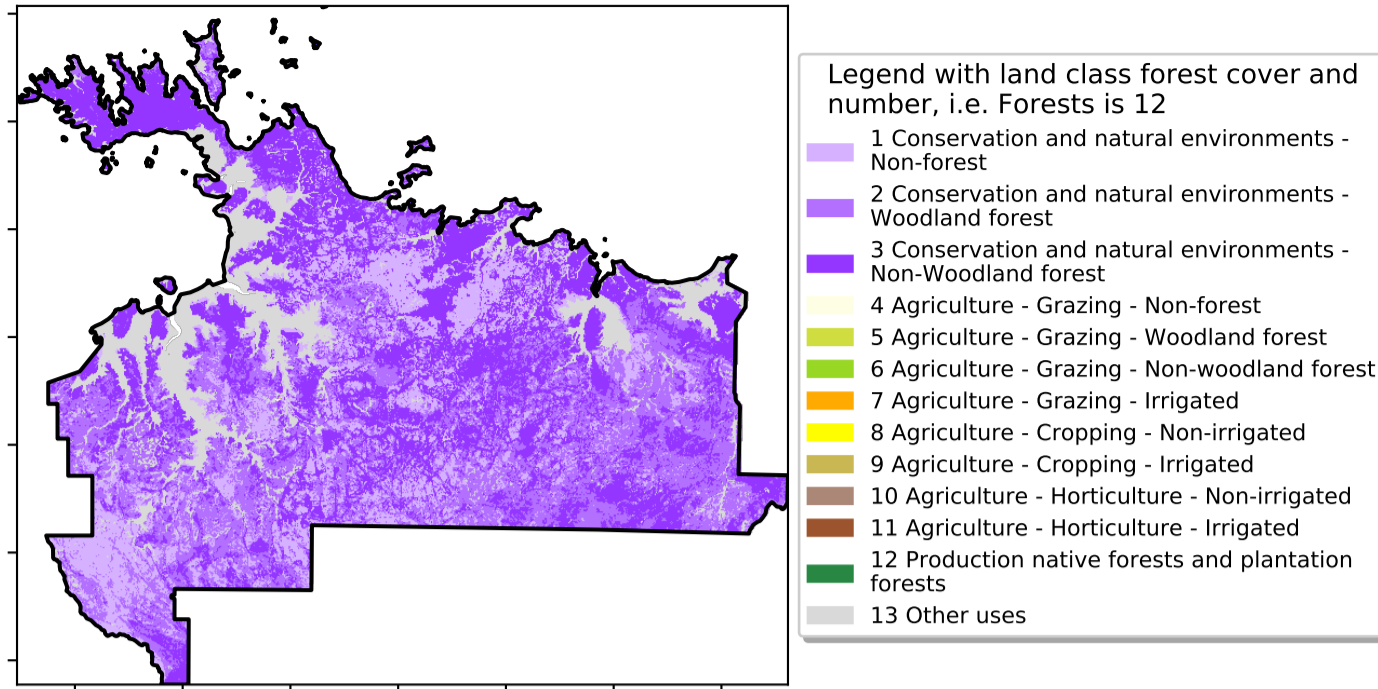 Legend with land class forest cover and
number, i.e. Forests is 12
1 Conservation and natural environments -
Non-forest
2 Conservation and natural environments -
Woodland forest
3 Conservation and natural environments -
Non-Woodland forest
4 Agriculture - Grazing - Non-forest
5 Agriculture - Grazing - Woodland forest
6 Agriculture - Grazing - Non-woodland forest
7 Agriculture - Grazing - Irrigated
8 Agriculture - Cropping - Non-irrigated
9 Agriculture - Cropping - Irrigated
10 Agriculture - Horticulture - Non-irrigated
11 Agriculture - Horticulture - Irrigated
12 Production native forests and plantation
forests
13 Other uses